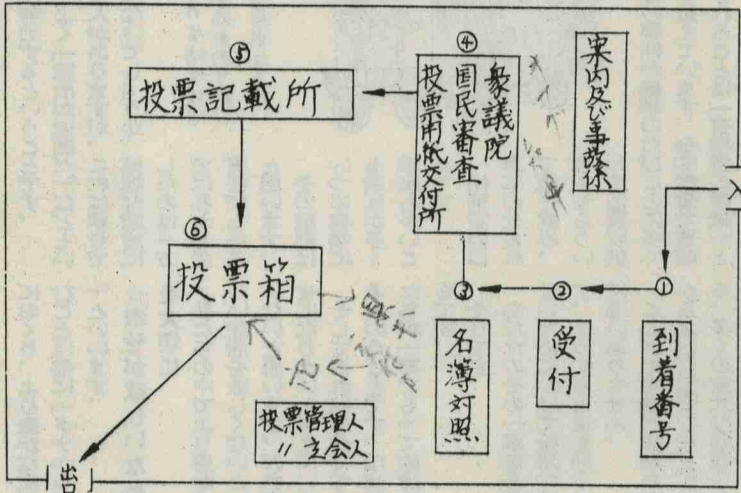 入
①
到着番号
②
受付
③
名簿対照
案内及び事故係
④
衆議院
国民審査
投票用紙交付所
⑤
投票記載所
⑥
投票箱
投票管理人
〃 立会人
出